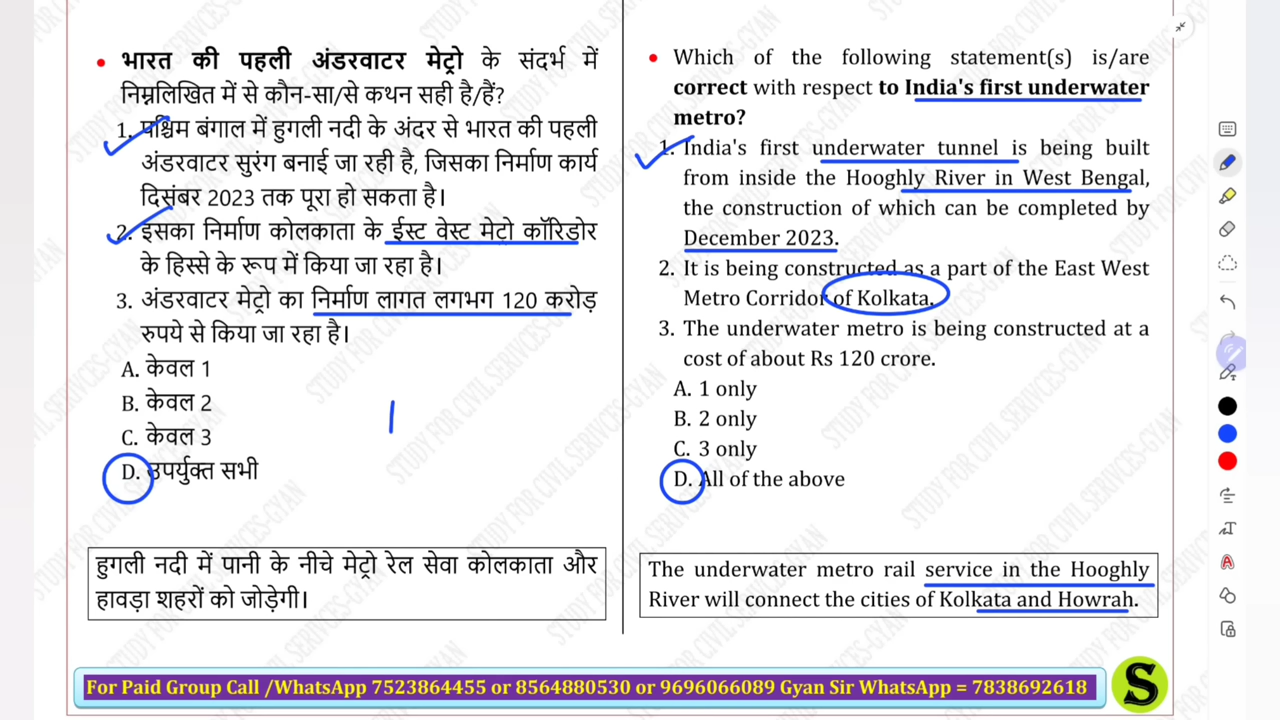 • भारत की पहली अंडरवाटर मेट्रो के संदर्भ में
निम्नलिखित में से कौन-सा/से कथन सही है/हैं?
1. पश्चिम बंगाल में हुगली नदी के अंदर से भारत की पहली
अंडरवाटर सुरंग बनाई जा रही है, जिसका निर्माण कार्य
दिसंबर 2023 तक पूरा हो सकता है।
2. इसका निर्माण कोलकाता के ईस्ट वेस्ट मेट्रो कॉरिडोर
के हिस्से के रूप में किया जा रहा है।
3. अंडरवाटर मेट्रो का निर्माण लागत लगभग 120 करोड़
रुपये से किया जा रहा है।
A. केवल 1
B. केवल 2
C. केवल 3
D. उपर्युक्त सभी
हुगली नदी में पानी के नीचे मेट्रो रेल सेवा कोलकाता और
हावड़ा शहरों को जोड़ेगी।
• Which of the following statement(s) is/are
correct with respect to India's first underwater
metro?
1. India's first underwater tunnel is being built
from inside the Hooghly River in West Bengal,
the construction of which can be completed by
December 2023.
2. It is being constructed as a part of the East West
Metro Corridor of Kolkata.
3. The underwater metro is being constructed at a
cost of about Rs 120 crore.
A. 1 only
B. 2 only
C. 3 only
D. All of the above
The underwater metro rail service in the Hooghly
River will connect the cities of Kolkata and Howrah.
For Paid Group Call /WhatsApp 7523864455 or 8564880530 or 9696066089 Gyan Sir WhatsApp = 7838692618
S
STUDY FOR CIVIL SERIVCES-GYAN